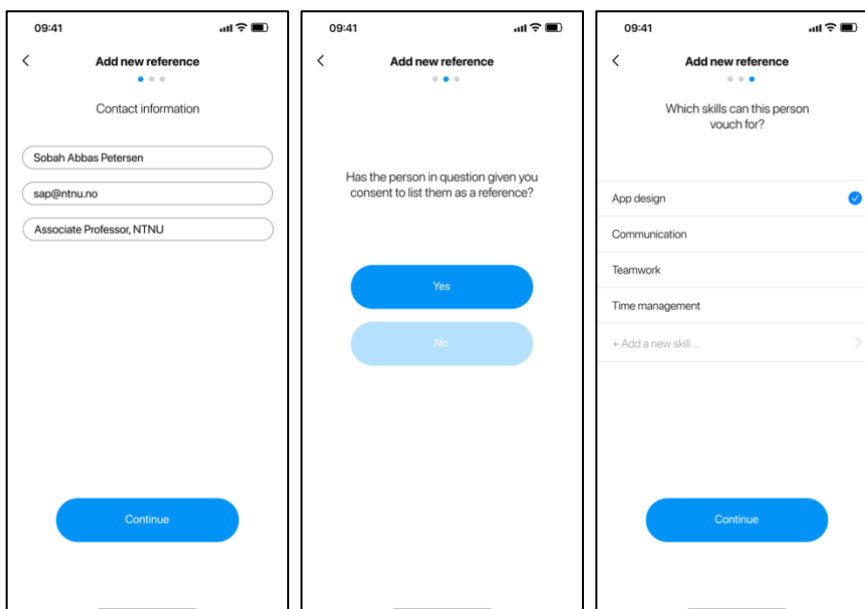 09:41
Add new reference
Contact information
Sobah Abbas Petersen
sap@ntnu.no
Associate Professor, NTNU
Continue
09:41
Add new reference
Has the person in question given you
consent to list them as a reference?
Yes
No
09:41
Add new reference
Which skills can this person
vouch for?
App design
Communication
Teamwork
Time management
+ Add a new skill ...
Continue